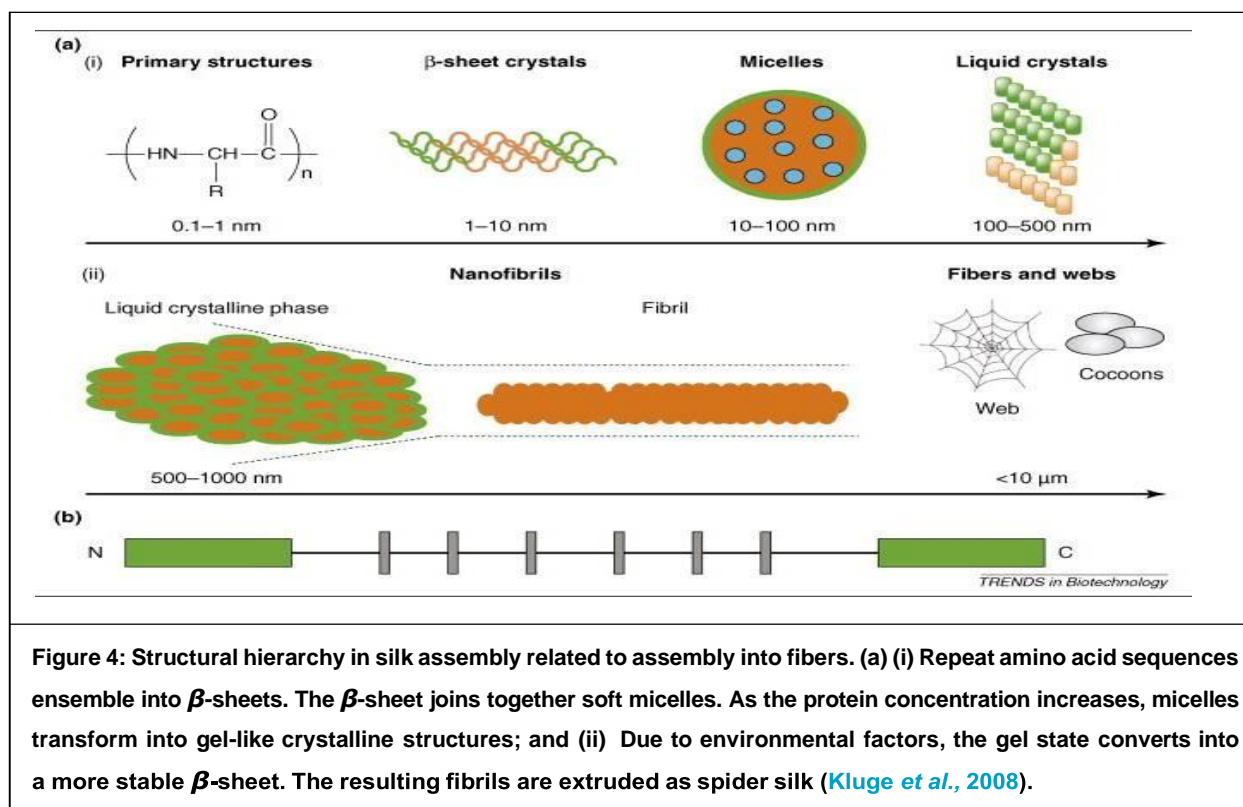 (a)
(i) Primary structures β-sheet crystals Micelles Liquid crystals
O
HN CH C n
R
0.1–1 nm 1–10 nm 10–100 nm 100–500 nm
(ii) Nanofibrils Fibers and webs
Liquid crystalline phase Fibril
Cocoons
Web
500–1000 nm <10 μm
(b)
N C
TRENDS in Biotechnology
Figure 4: Structural hierarchy in silk assembly related to assembly into fibers. (a) (i) Repeat amino acid sequences
ensemble into β-sheets. The β-sheet joins together soft micelles. As the protein concentration increases, micelles
transform into gel-like crystalline structures; and (ii) Due to environmental factors, the gel state converts into
a more stable β-sheet. The resulting fibrils are extruded as spider silk (Kluge et al., 2008).